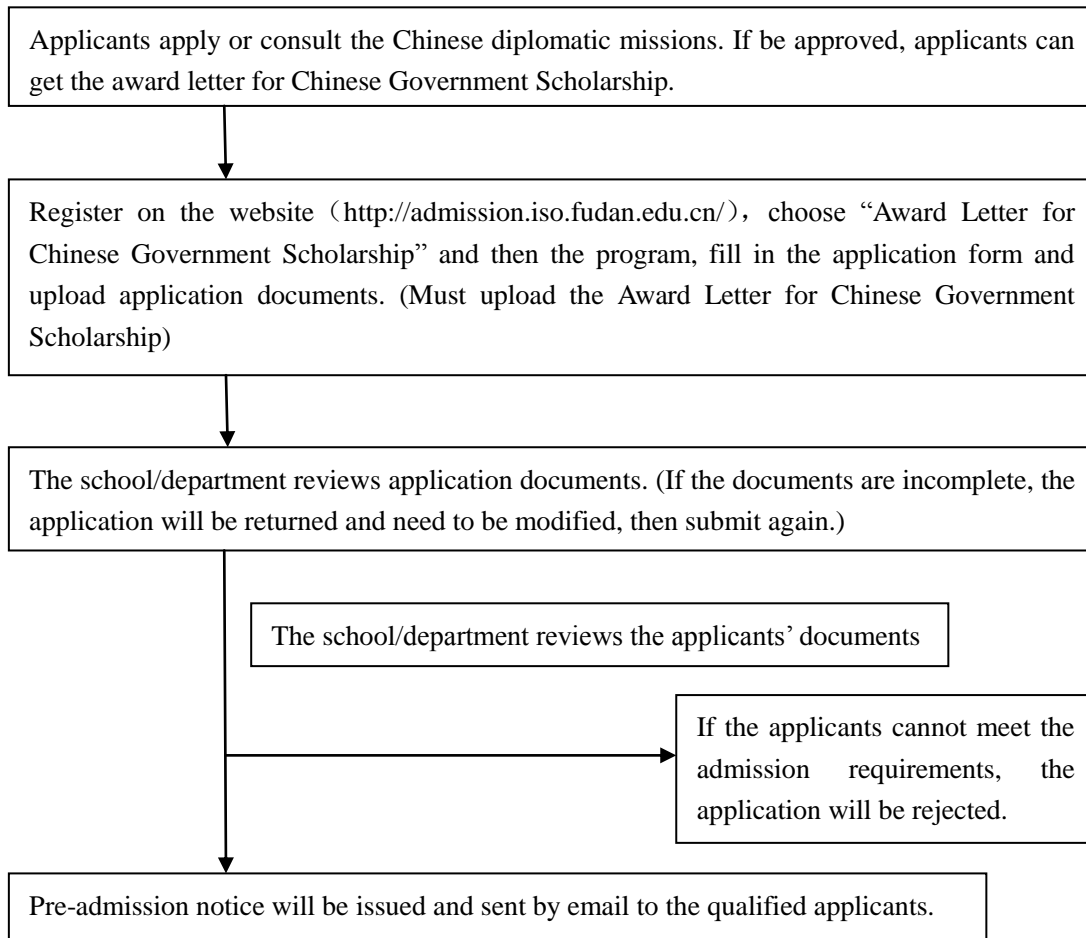 Applicants apply or consult the Chinese diplomatic missions. If be approved, applicants can
get the award letter for Chinese Government Scholarship.
Register on the website（http://admission.iso.fudan.edu.cn/）, choose “Award Letter for
Chinese Government Scholarship” and then the program, fill in the application form and
upload application documents. (Must upload the Award Letter for Chinese Government
Scholarship)
The school/department reviews application documents. (If the documents are incomplete, the
application will be returned and need to be modified, then submit again.)
The school/department reviews the applicants’ documents
If the applicants cannot meet the
admission requirements, the
application will be rejected.
Pre-admission notice will be issued and sent by email to the qualified applicants.